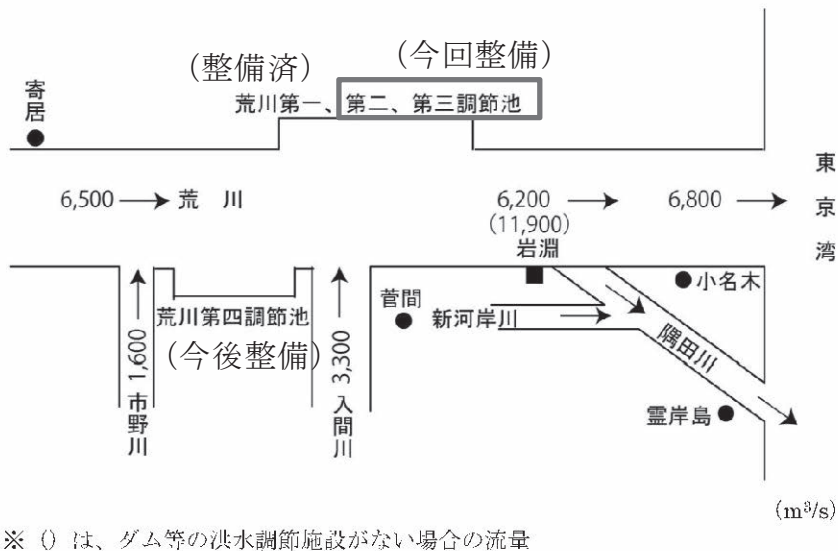 (整備済)
(今回整備)
荒川第一、第二、第三調節池
寄居
6,500
荒 川
6,200
(11,900)
岩淵
6,800
東京湾
小名木
菅間
新河岸川
隅田川
霊岸島
荒川第四調節池
(今後整備)
1,600
市野川
3,300
入間川
(m³/s)
※ () は、ダム等の洪水調節施設がない場合の流量